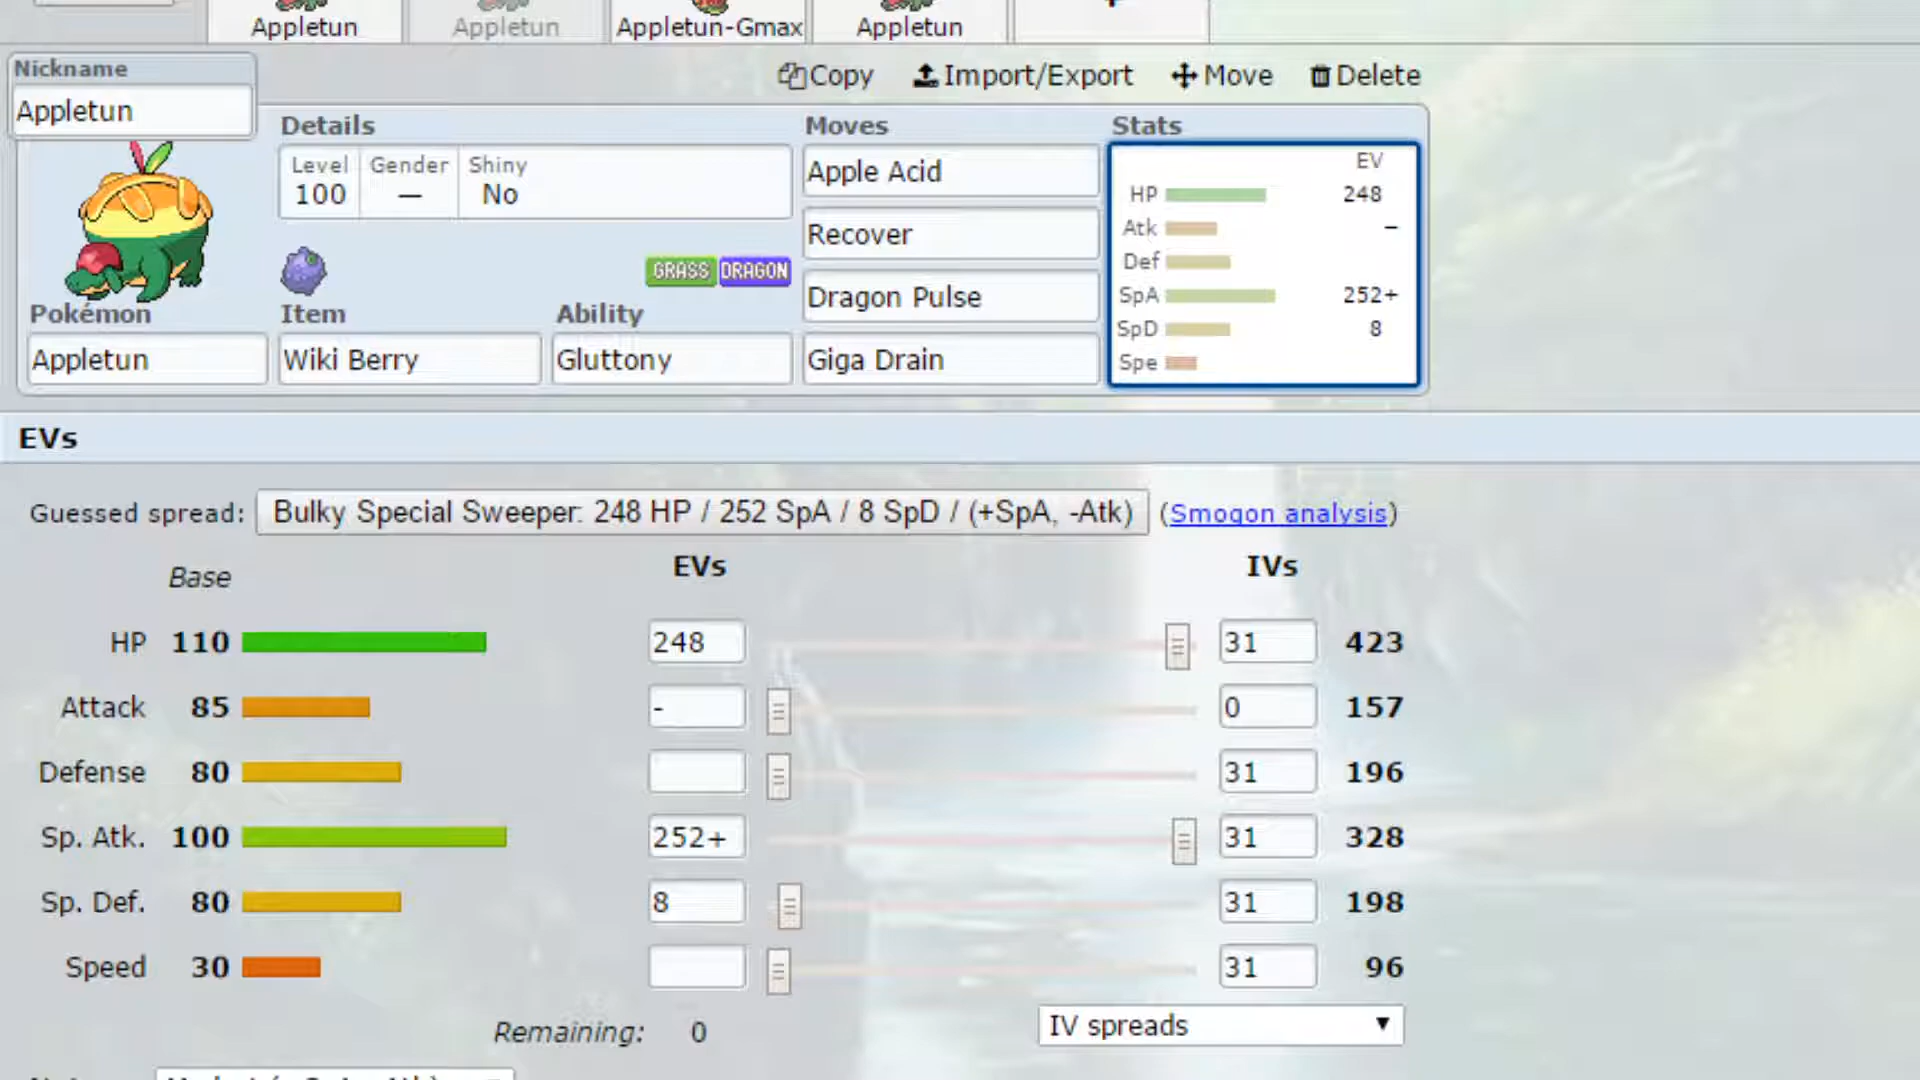 Appletun
Appletun
Appletun-Gmax
Appletun
Nickname
Appletun
Copy
Import/Export
Move
Delete
Details
Level
Gender
Shiny
100
—
No
GRASS
DRAGON
Pokémon
Item
Ability
Appletun
Wiki Berry
Gluttony
Moves
Apple Acid
Recover
Dragon Pulse
Giga Drain
Stats
EV
HP 248
Atk –
Def
SpA 252+
SpD 8
Spe
EVs
Guessed spread: Bulky Special Sweeper: 248 HP / 252 SpA / 8 SpD / (+SpA, -Atk) (Smogon analysis)
Base EVs IVs
HP 110 248 31 423
Attack 85 - 0 157
Defense 80 31 196
Sp. Atk. 100 252+ 31 328
Sp. Def. 80 8 31 198
Speed 30 31 96
Remaining: 0
IV spreads